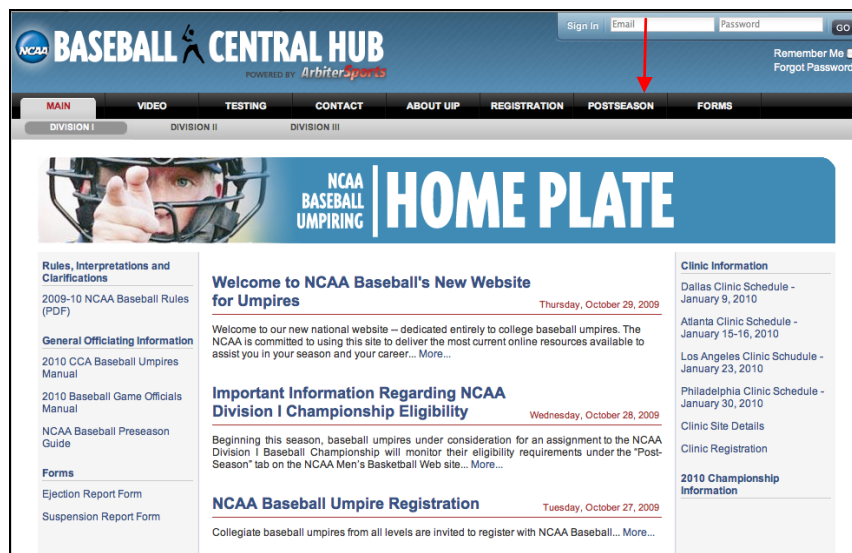 Sign In Email Password GO
NCAA BASEBALL CENTRAL HUB
POWERED BY ArbiterSports
Remember Me
Forgot Password
MAIN VIDEO TESTING CONTACT ABOUT UIP REGISTRATION POSTSEASON FORMS
DIVISION I DIVISION II DIVISION III
NCAA
BASEBALL
UMPIRING
HOME PLATE
Rules, Interpretations and
Clarifications
2009-10 NCAA Baseball Rules
(PDF)
General Officiating Information
2010 CCA Baseball Umpires
Manual
2010 Baseball Game Officials
Manual
NCAA Baseball Preseason
Guide
Forms
Ejection Report Form
Suspension Report Form
Welcome to NCAA Baseball's New Website
for Umpires
Thursday, October 29, 2009
Welcome to our new national website -- dedicated entirely to college baseball umpires. The
NCAA is committed to using this site to deliver the most current online resources available to
assist you in your season and your career... More...
Important Information Regarding NCAA
Division I Championship Eligibility
Wednesday, October 28, 2009
Beginning this season, baseball umpires under consideration for an assignment to the NCAA
Division I Baseball Championship will monitor their eligibility requirements under the "Post-
Season" tab on the NCAA Men's Basketball Web site... More...
NCAA Baseball Umpire Registration
Tuesday, October 27, 2009
Collegiate baseball umpires from all levels are invited to register with NCAA Baseball... More...
Clinic Information
Dallas Clinic Schedule -
January 9, 2010
Atlanta Clinic Schedule -
January 15-16, 2010
Los Angeles Clinic Schudule -
January 23, 2010
Philadelphia Clinic Schedule -
January 30, 2010
Clinic Site Details
Clinic Registration
2010 Championship
Information